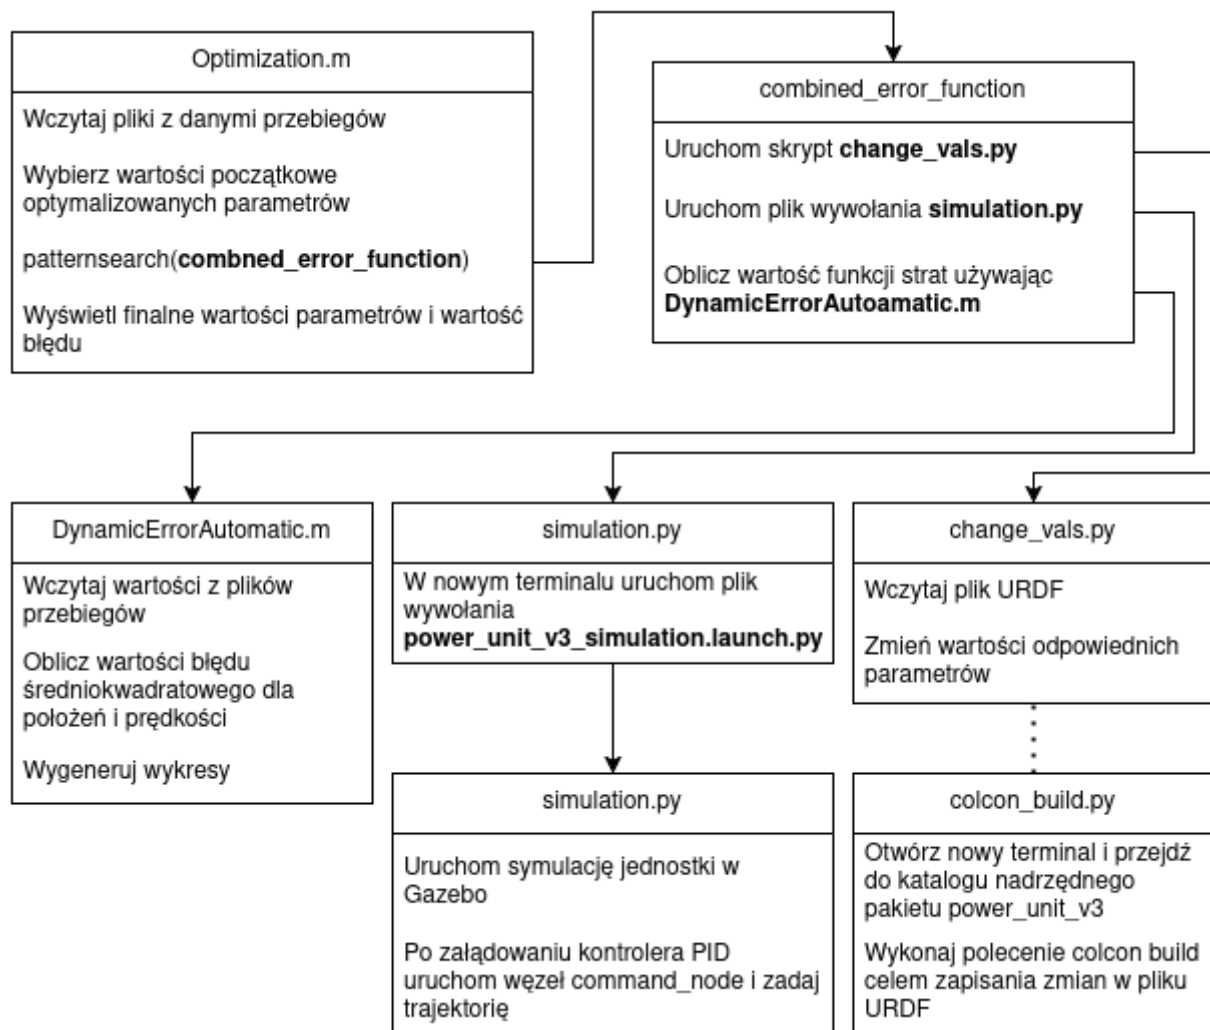 Optimization.m
Wczytaj pliki z danymi przebiegów
Wybierz wartości początkowe
optymalizowanych parametrów
patternsearch(combned_error_function)
Wyświetl finalne wartości parametrów i wartość
błędu
combined_error_function
Uruchom skrypt change_vals.py
Uruchom plik wywołania simulation.py
Oblicz wartość funkcji strat używając
DynamicErrorAutoamatic.m
DynamicErrorAutomatic.m
Wczytaj wartości z plików
przebiegów
Oblicz wartości błędu
średniokwadratowego dla
położeń i prędkości
Wygeneruj wykresy
simulation.py
W nowym terminalu uruchom plik
wywołania
power_unit_v3_simulation.launch.py
change_vals.py
Wczytaj plik URDF
Zmień wartości odpowiednich
parametrów
simulation.py
Uruchom symulację jednostki w
Gazebo
Po załądowaniu kontrolera PID
uruchom węzeł command_node i zadaj
trajektorię
colcon_build.py
Otwórz nowy terminal i przejdź
do katalogu nadrzędnego
pakietu power_unit_v3
Wykonaj polecenie colcon build
celem zapisania zmian w pliku
URDF